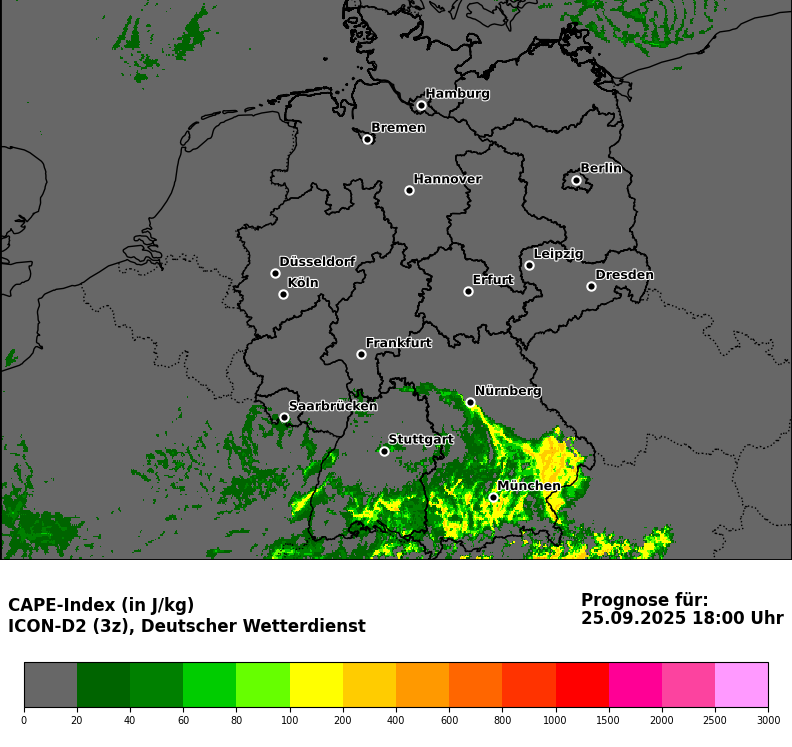 Hamburg
Bremen
Berlin
Hannover
Leipzig
Düsseldorf
Dresden
Köln
Erfurt
Frankfurt
Nürnberg
Saarbrücken
Stuttgart
München
CAPE-Index (in J/kg)
ICON-D2 (3z), Deutscher Wetterdienst
Prognose für:
25.09.2025 18:00 Uhr
0 20 40 60 80 100 200 400 600 800 1000 1500 2000 2500 3000